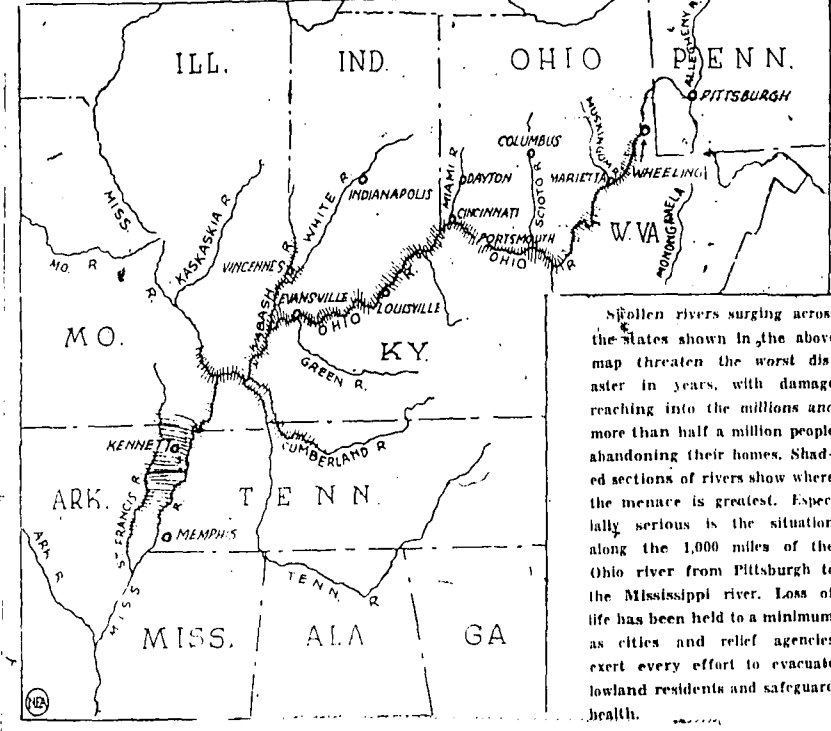 ILL.
IND.
OHIO
PENN.
ALLEGHENY R.
PITTSBURGH
MUSKINGUM R
COLUMBUS
WHEELING
MARIETTA
MIAMI R
DAYTON
SCIOTO R
INDIANAPOLIS
WHITE R.
CINCINNATI
PORTSMOUTH
OHIO R
W.VA
MONONGAHELA
MISS.
R.
KASKASKIA R
MO. R
VINCENNES
WABASH R
EVANSVILLE
LOUISVILLE
OHIO R.
MO.
KY.
GREEN R.
KENNETT
CUMBERLAND R
ARK.
TENN.
ST FRANCIS R
MEMPHIS
ARK R
MISS R
TENN. R
MISS.
ALA
GA
NEA
Swollen rivers surging across
the states shown in the above
map threaten the worst dis
aster in years, with damage
reaching into the millions and
more than half a million people
abandoning their homes. Shad-
ed sections of rivers show where
the menace is greatest. Espec
ially serious is the situation
along the 1,000 miles of the
Ohio river from Pittsburgh to
the Mississippi river. Loss of
life has been held to a minimum
as cities and relief agencies
exert every effort to evacuate
lowland residents and safeguard
health.